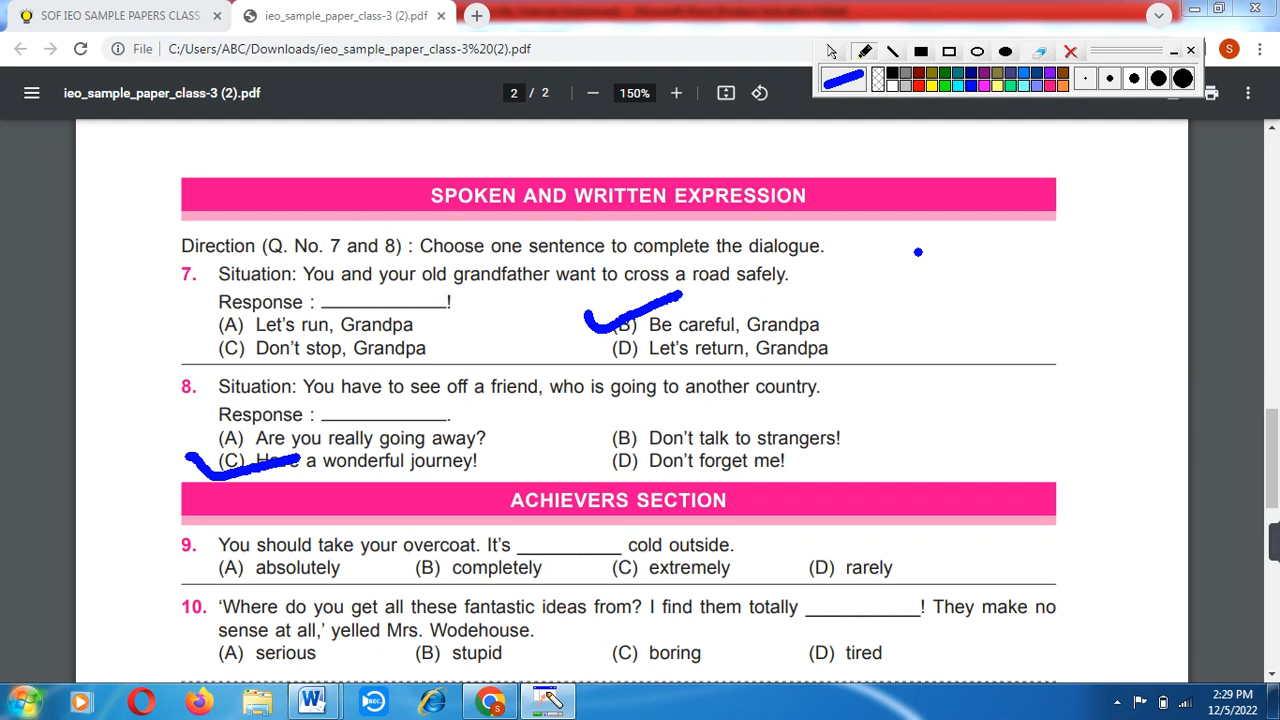 SOF IEO SAMPLE PAPERS CLASS
ieo_sample_paper_class-3 (2).pdf
File C:/Users/ABC/Downloads/ieo_sample_paper_class-3%20(2).pdf
S
ieo_sample_paper_class-3 (2).pdf
2 / 2
150%
SPOKEN AND WRITTEN EXPRESSION
Direction (Q. No. 7 and 8) : Choose one sentence to complete the dialogue.
7. Situation: You and your old grandfather want to cross a road safely.
Response : ____________!
(A) Let's run, Grandpa (B) Be careful, Grandpa
(C) Don't stop, Grandpa (D) Let's return, Grandpa
8. Situation: You have to see off a friend, who is going to another country.
Response : ____________.
(A) Are you really going away? (B) Don't talk to strangers!
(C) Have a wonderful journey! (D) Don't forget me!
ACHIEVERS SECTION
9. You should take your overcoat. It's __________ cold outside.
(A) absolutely (B) completely (C) extremely (D) rarely
10. 'Where do you get all these fantastic ideas from? I find them totally ___________! They make no
sense at all,' yelled Mrs. Wodehouse.
(A) serious (B) stupid (C) boring (D) tired
REC
2:29 PM
12/5/2022